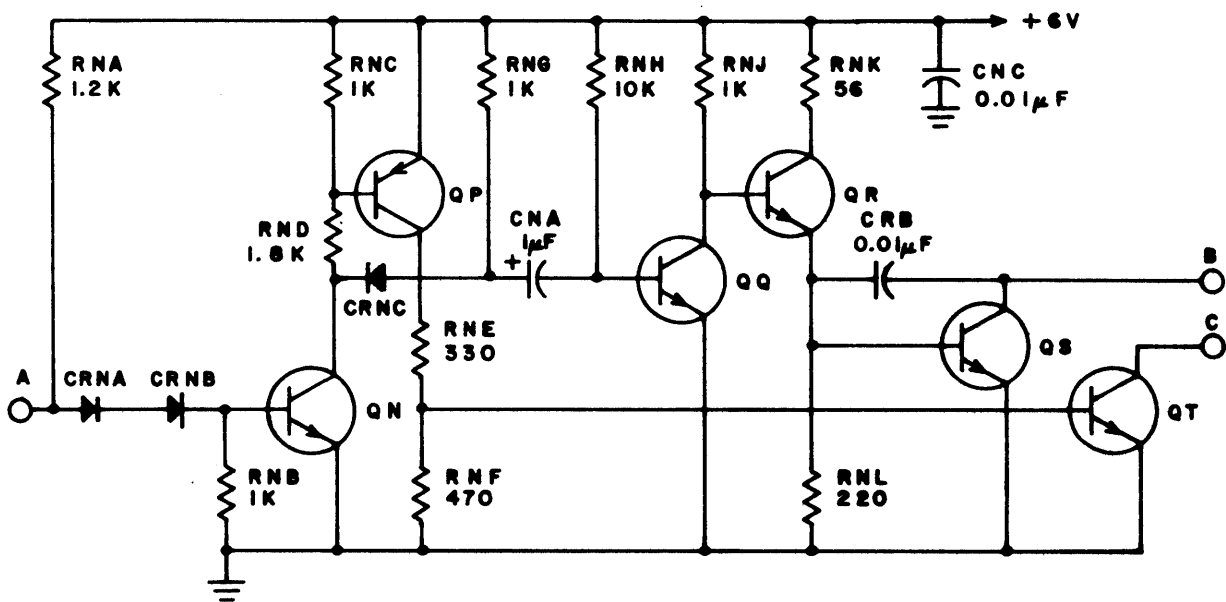 +6V
RNA
1.2K
RNC
1K
RNG
1K
RNH
10K
RNJ
1K
RNK
56
CNC
0.01μF
QP
QR
CNA
1μF
+
CRB
0.01μF
RND
1.8K
CRNC
QQ
B
C
RNE
330
QS
A
CRNA
CRNB
QN
QT
RNB
1K
RNF
470
RNL
220